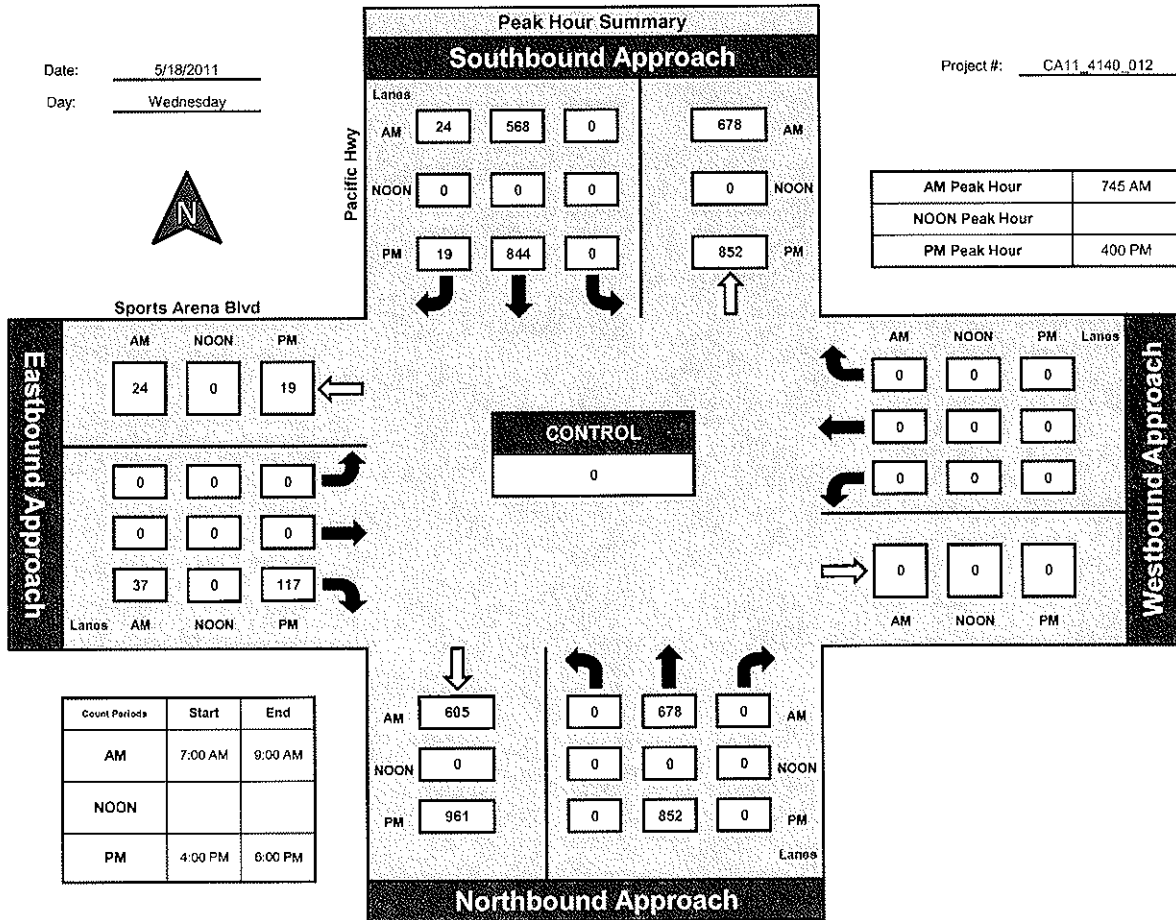 Peak Hour Summary
Southbound Approach
Date: 5/18/2011
Day: Wednesday
Project #: CA11_4140_012
N
Pacific Hwy
Lanes
AM 24 568 0 678 AM
NOON 0 0 0 0 NOON
PM 19 844 0 852 PM
AM Peak Hour 745 AM
NOON Peak Hour
PM Peak Hour 400 PM
Sports Arena Blvd
Eastbound Approach
AM NOON PM
24 0 19
0 0 0
0 0 0
37 0 117
Lanes AM NOON PM
CONTROL
0
AM NOON PM Lanes
0 0 0
0 0 0
0 0 0
0 0 0
AM NOON PM
Westbound Approach
Count Periods Start End
AM 7:00 AM 9:00 AM
NOON
PM 4:00 PM 6:00 PM
AM 605 0 678 0 AM
NOON 0 0 0 0 NOON
PM 961 0 852 0 PM
Lanes
Northbound Approach